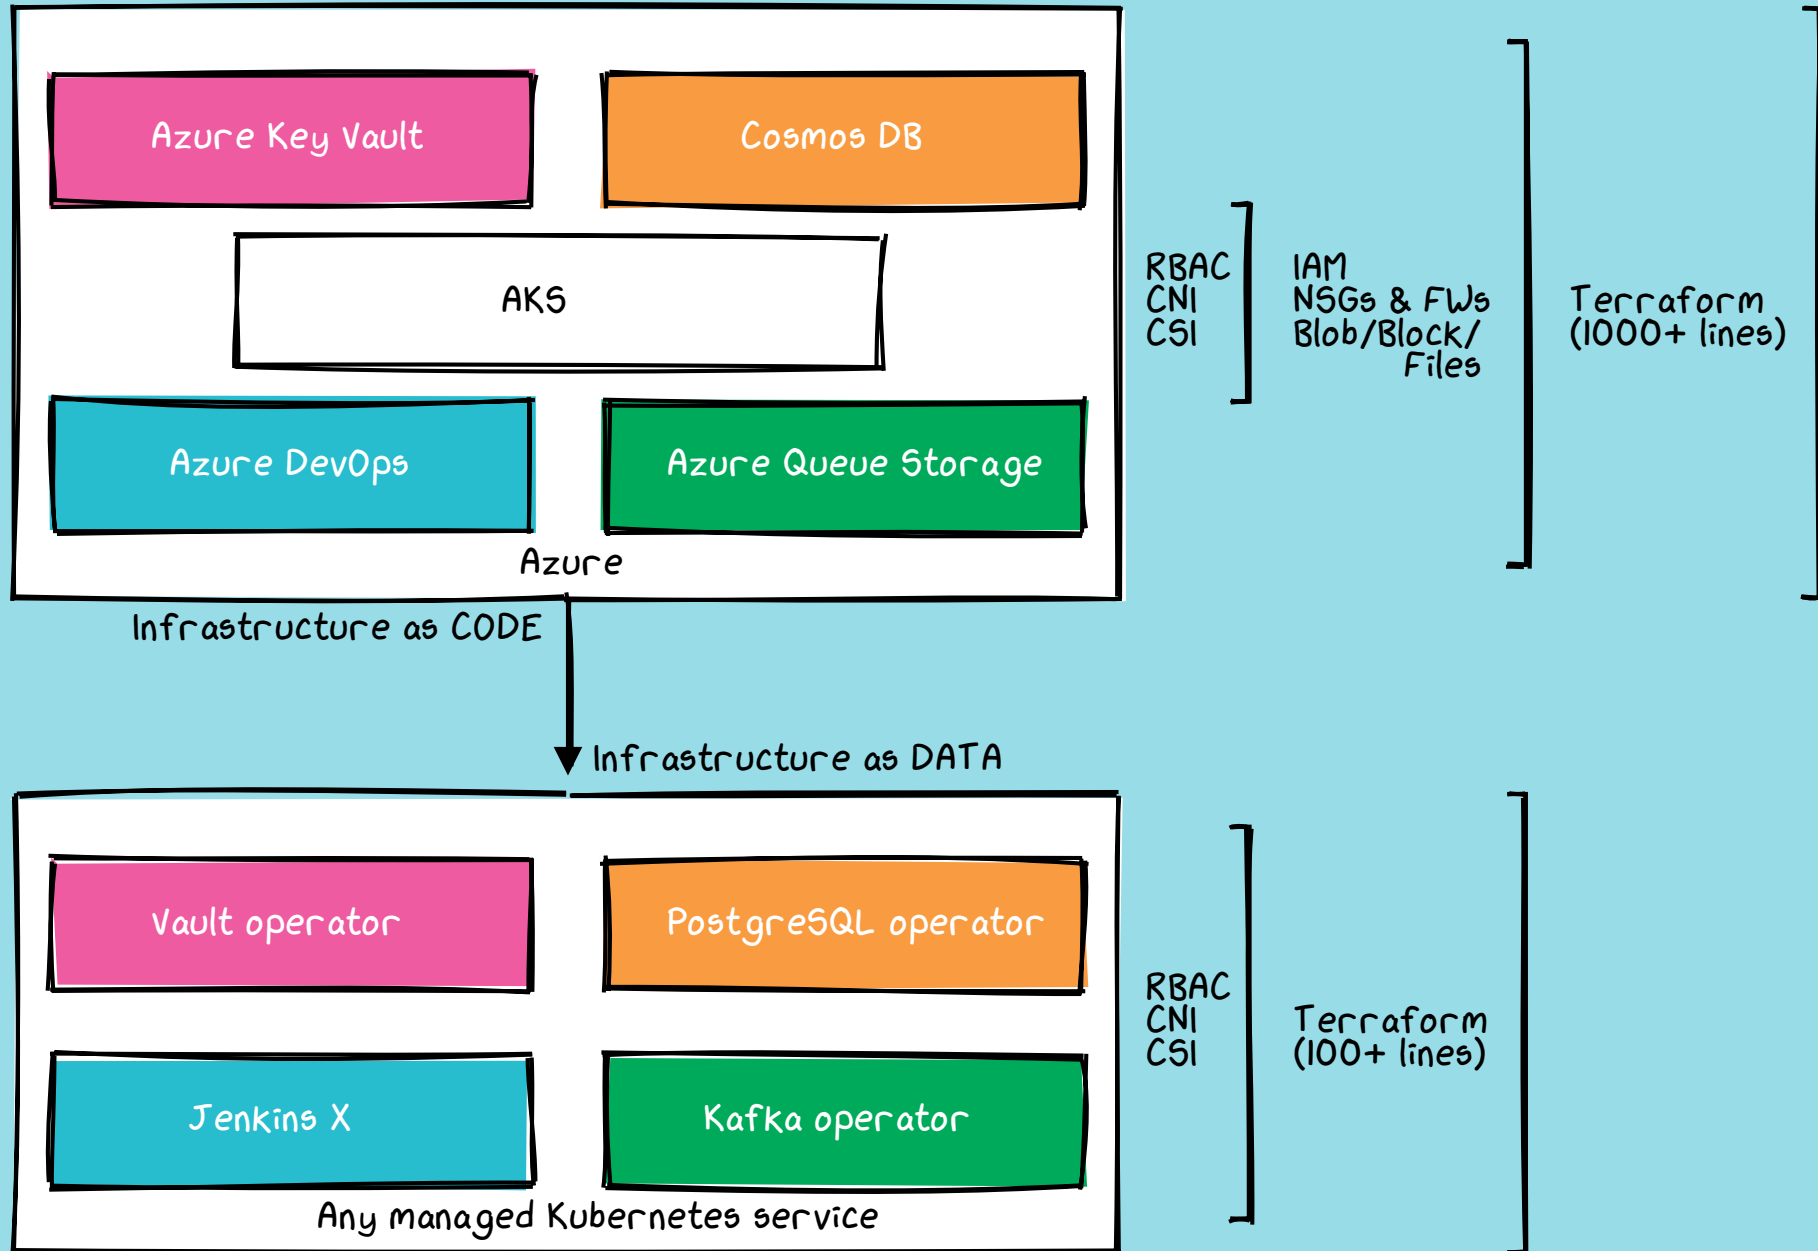 Azure Key Vault
Cosmos DB
AKS
RBAC
CNI
CSI
IAM
NSGs & FWs
Blob/Block/
Files
Terraform
(1000+ lines)
Azure DevOps
Azure Queue Storage
Azure
Infrastructure as CODE
Infrastructure as DATA
Vault operator
PostgreSQL operator
RBAC
CNI
CSI
Terraform
(100+ lines)
Jenkins X
Kafka operator
Any managed Kubernetes service